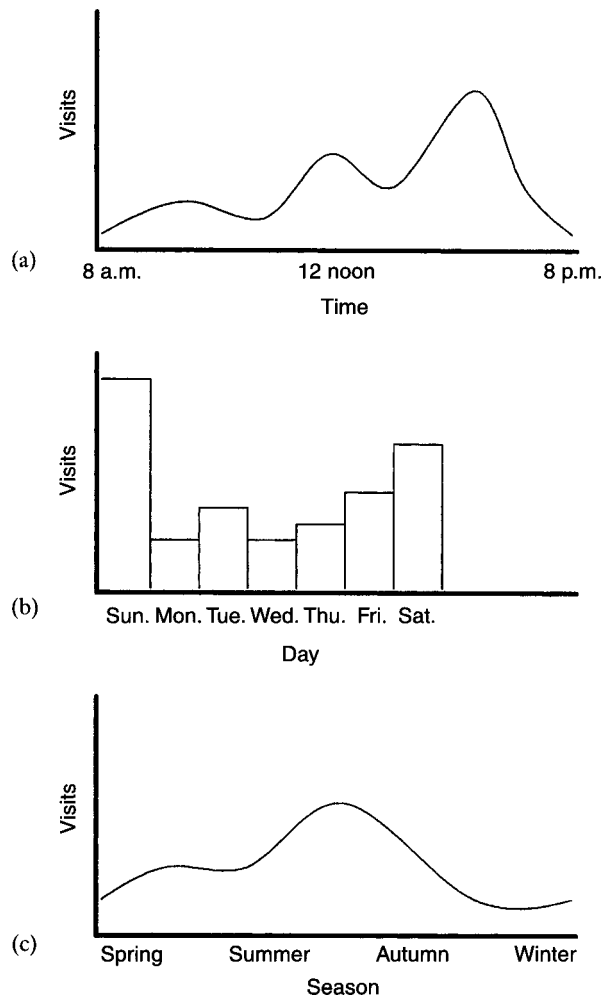 Visits
(a)
8 a.m. 12 noon 8 p.m.
Time
Visits
(b)
Sun. Mon. Tue. Wed. Thu. Fri. Sat.
Day
Visits
(c)
Spring Summer Autumn Winter
Season